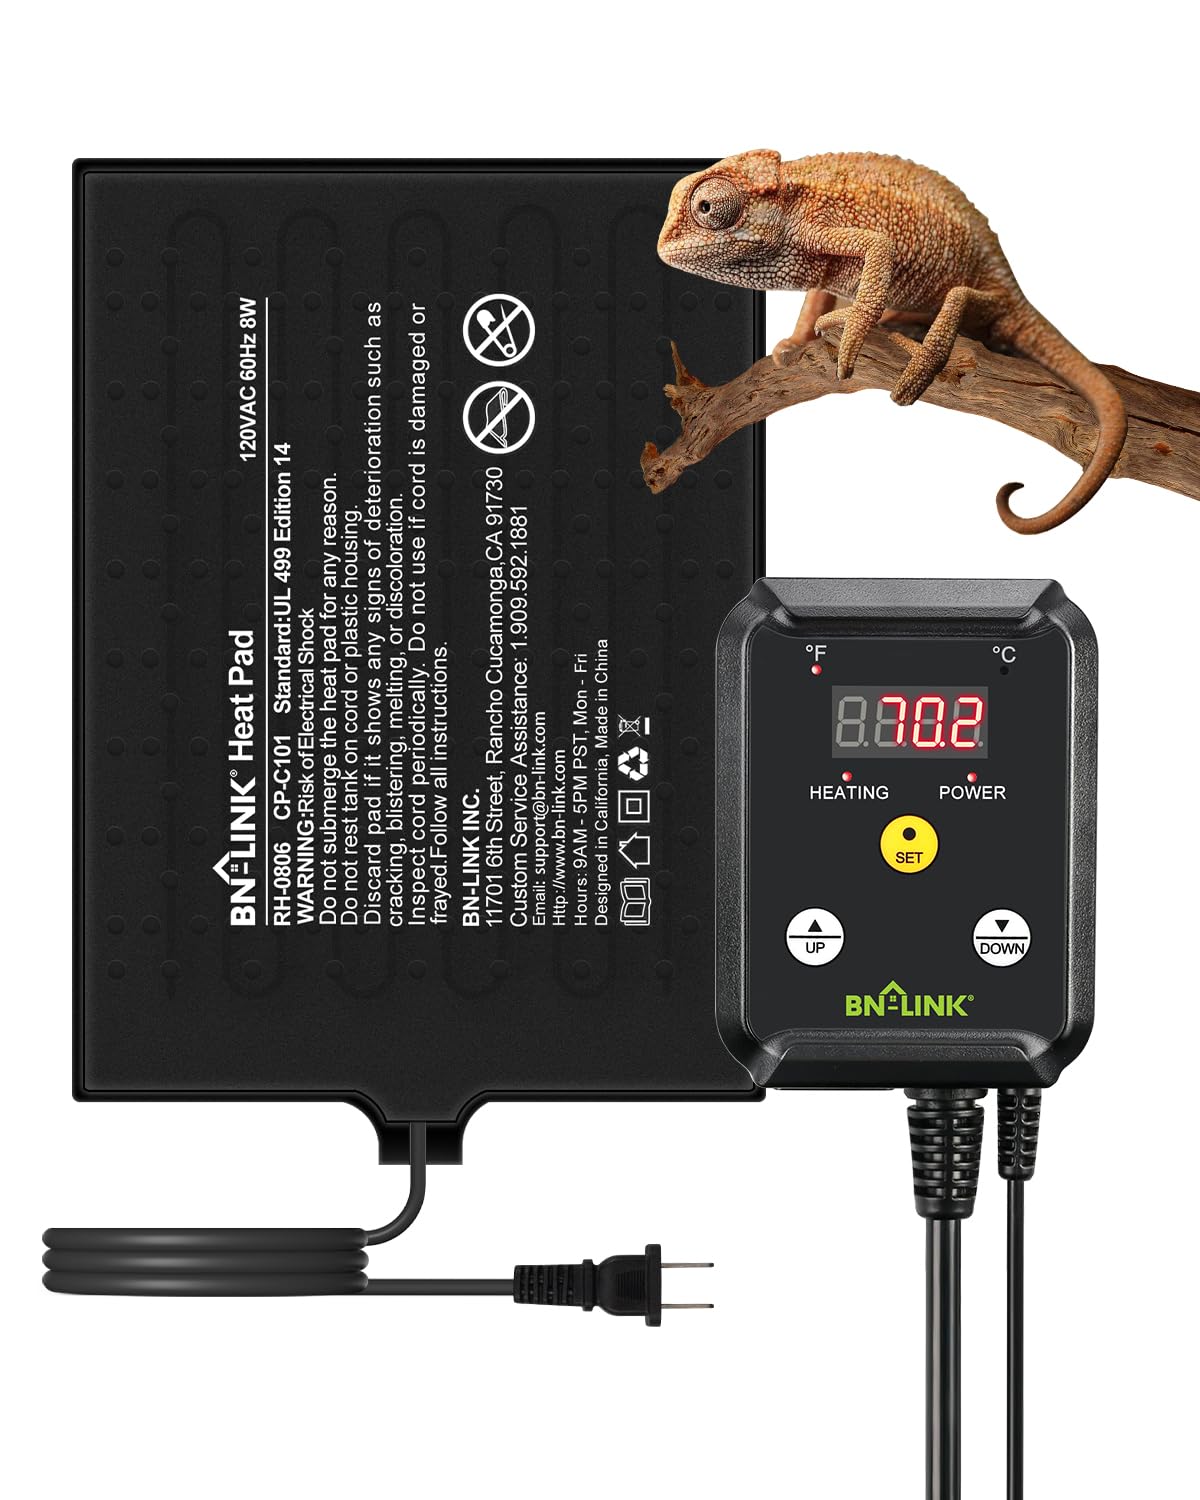 BN-LINK® Heat Pad
120VAC 60Hz 8W
RH-0806 CP-C101 Standard:UL 499 Edition 14
WARNING:Risk of Electrical Shock
Do not submerge the heat pad for any reason.
Do not rest tank on cord or plastic housing.
Discard pad if it shows any signs of deterioration such as
cracking, blistering, melting, or discoloration.
Inspect cord periodically. Do not use if cord is damaged or
frayed.Follow all instructions.
BN-LINK INC.
11701 6th Street, Rancho Cucamonga,CA 91730
Custom Service Assistance: 1.909.592.1881
Email: support@bn-link.com
Http://www.bn-link.com
Hours: 9AM - 5PM PST, Mon - Fri
Designed in California, Made in China
°F °C
70.2
HEATING POWER
SET
UP DOWN
BN-LINK®